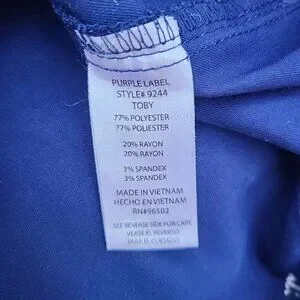 PURPLE LABEL
STYLE# 9244
TOBY
77% POLYESTER
77% POLIESTER
20% RAYON
20% RAYON
3% SPANDEX
3% SPANDEX
MADE IN VIETNAM
HECHO EN VIETNAM
RN#96502
SEE REVERSE SIDE FOR CARE
VEASE EL REVERSO
PARA EL CUIDADO